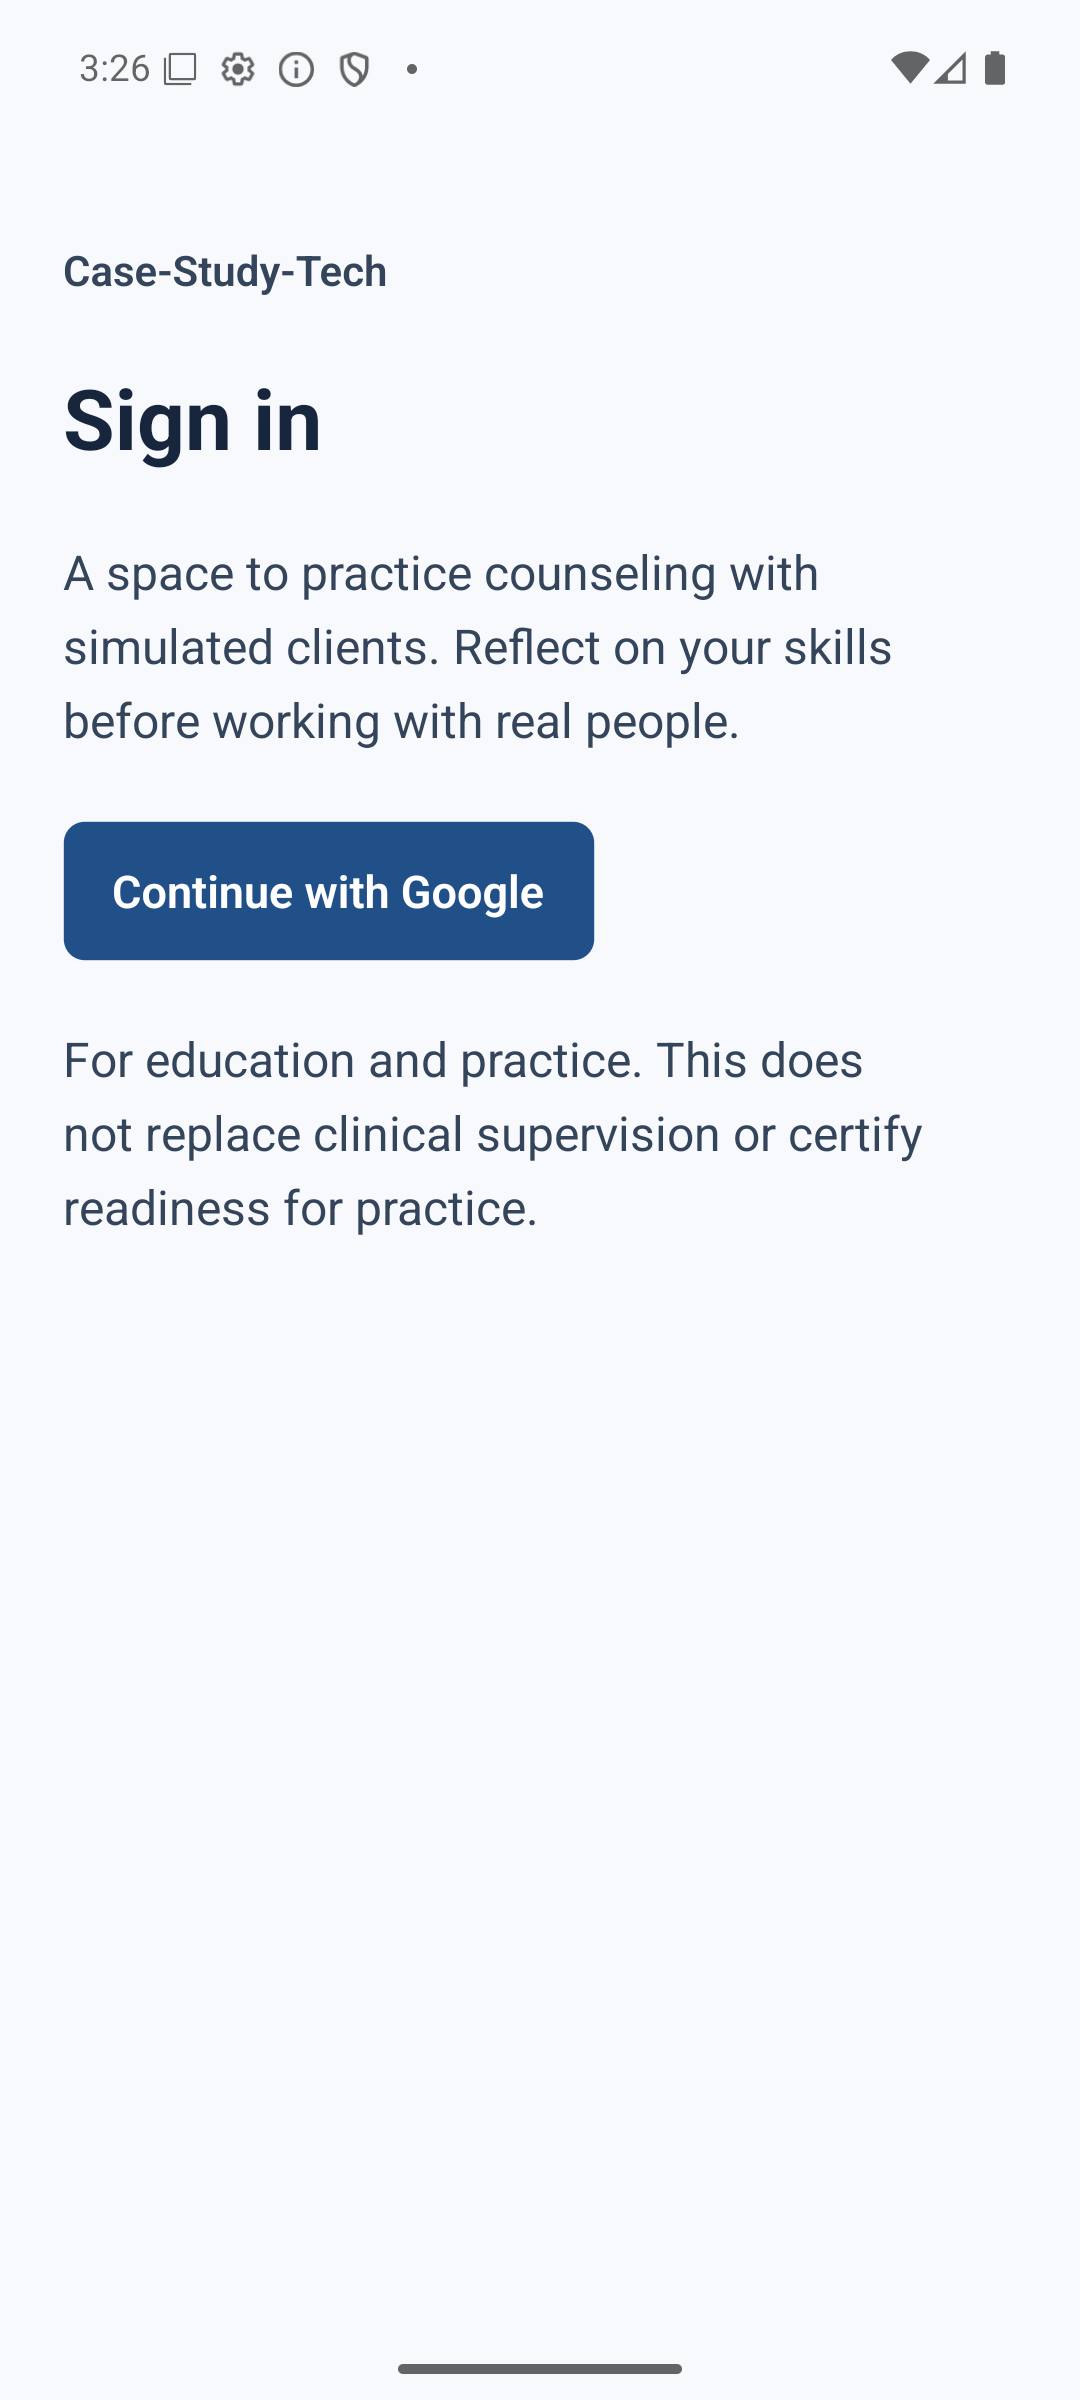 3:26
Case-Study-Tech
Sign in
A space to practice counseling with
simulated clients. Reflect on your skills
before working with real people.
Continue with Google
For education and practice. This does
not replace clinical supervision or certify
readiness for practice.